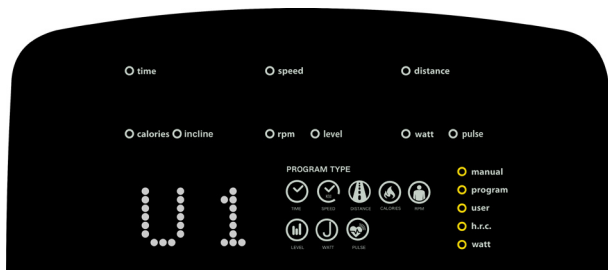 time speed distance
calories incline rpm level watt pulse
PROGRAM TYPE
TIME SPEED DISTANCE CALORIES RPM
LEVEL WATT PULSE
U1
manual
program
user
h.r.c.
watt